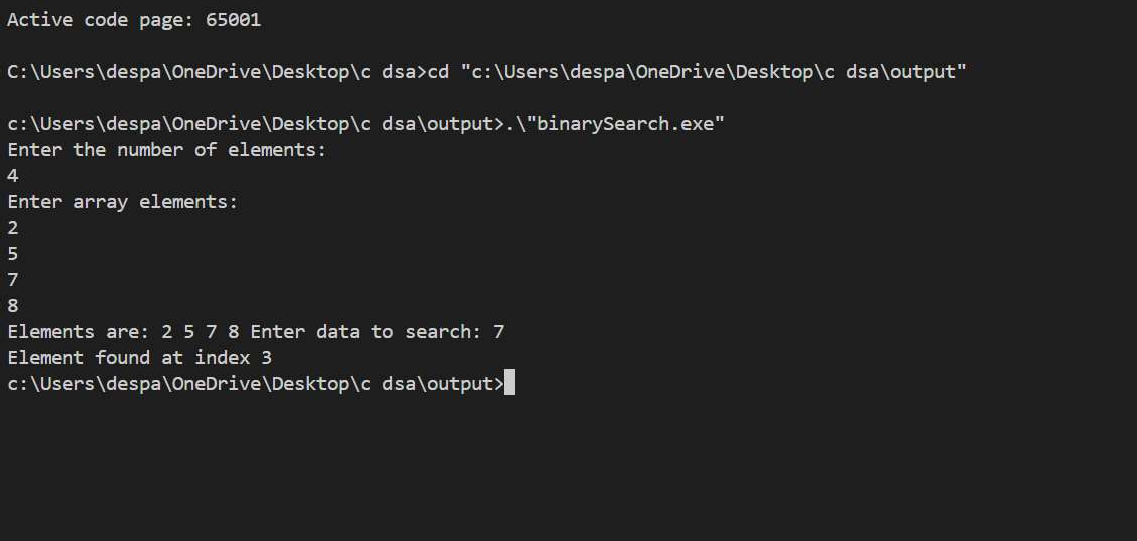 Active code page: 65001
C:\Users\despa\OneDrive\Desktop\c dsa>cd "c:\Users\despa\OneDrive\Desktop\c dsa\output"
c:\Users\despa\OneDrive\Desktop\c dsa\output>.\"binarySearch.exe"
Enter the number of elements:
4
Enter array elements:
2
5
7
8
Elements are: 2 5 7 8 Enter data to search: 7
Element found at index 3
c:\Users\despa\OneDrive\Desktop\c dsa\output>